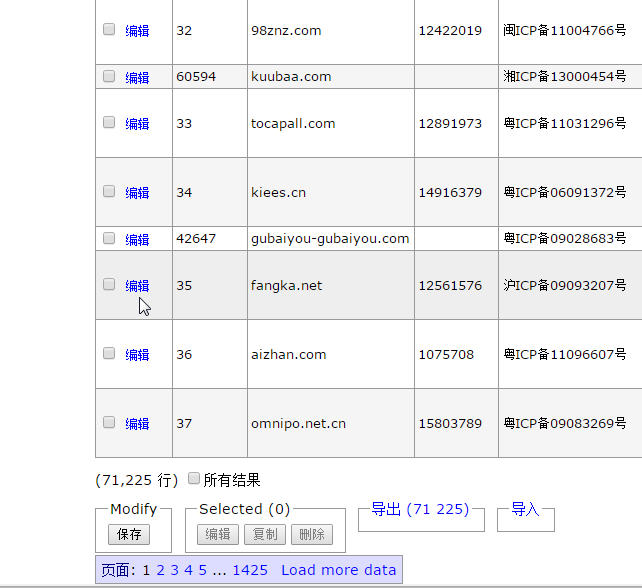 编辑 32 98znz.com 12422019 闽ICP备11004766号
编辑 60594 kuubaa.com 湘ICP备13000454号
编辑 33 tocapall.com 12891973 粤ICP备11031296号
编辑 34 kiees.cn 14916379 粤ICP备06091372号
编辑 42647 gubaiyou-gubaiyou.com 粤ICP备09028683号
编辑 35 fangka.net 12561576 沪ICP备09093207号
编辑 36 aizhan.com 1075708 粤ICP备11096607号
编辑 37 omnipo.net.cn 15803789 粤ICP备09083269号
(71,225 行) 所有结果
Modify Selected (0) 导出 (71 225) 导入
保存 编辑 复制 删除
页面: 1 2 3 4 5 ... 1425 Load more data